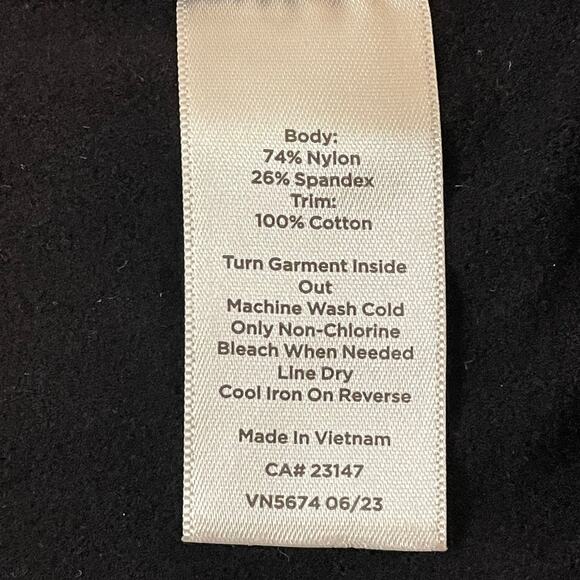 Body:
74% Nylon
26% Spandex
Trim:
100% Cotton
Turn Garment Inside
Out
Machine Wash Cold
Only Non-Chlorine
Bleach When Needed
Line Dry
Cool Iron On Reverse
Made In Vietnam
CA# 23147
VN5674 06/23